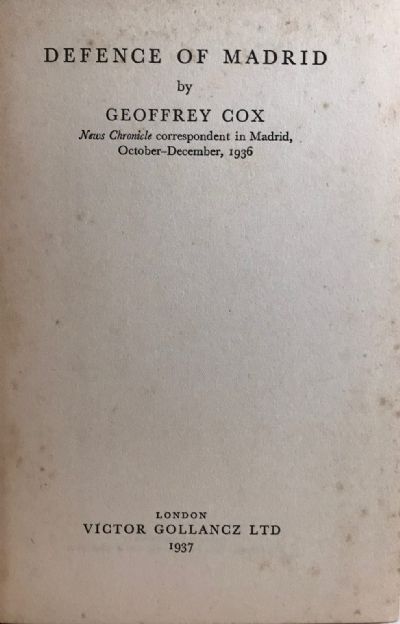 DEFENCE OF MADRID
by
GEOFFREY COX
News Chronicle correspondent in Madrid,
October–December, 1936
LONDON
VICTOR GOLLANCZ LTD
1937